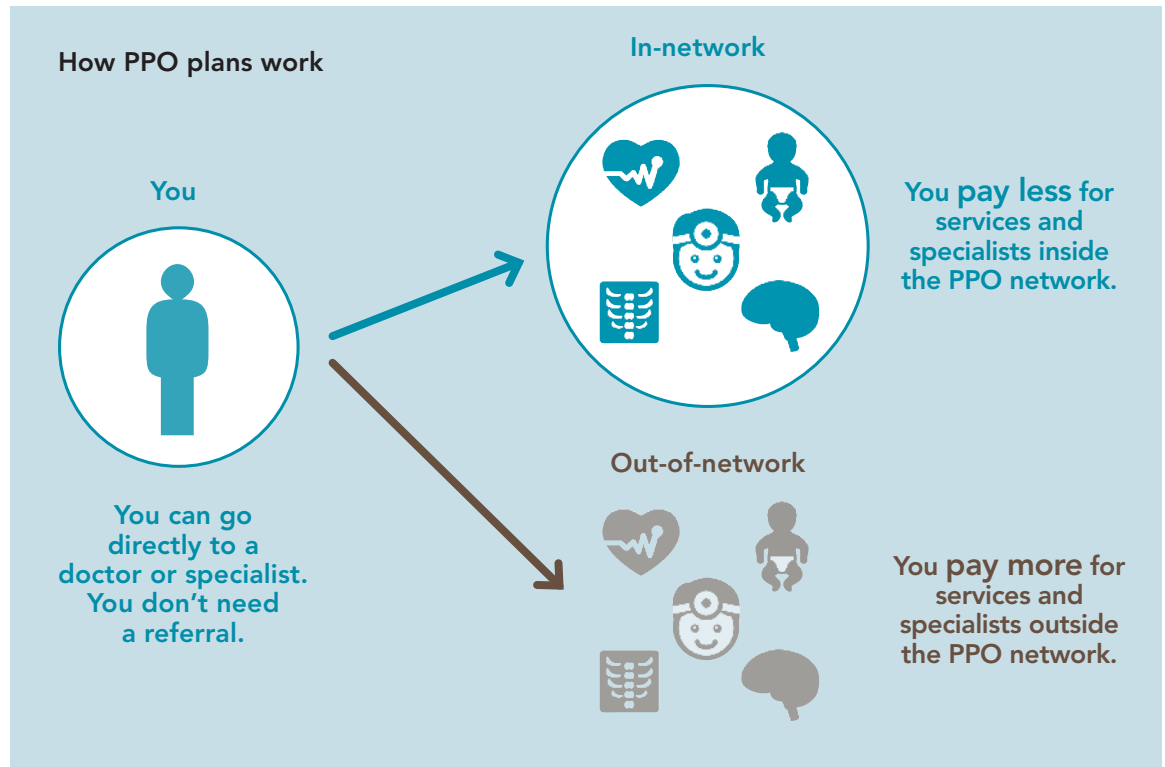 How PPO plans work
You
You can go
directly to a
doctor or specialist.
You don’t need
a referral.
In-network
You pay less for
services and
specialists inside
the PPO network.
Out-of-network
You pay more for
services and
specialists outside
the PPO network.